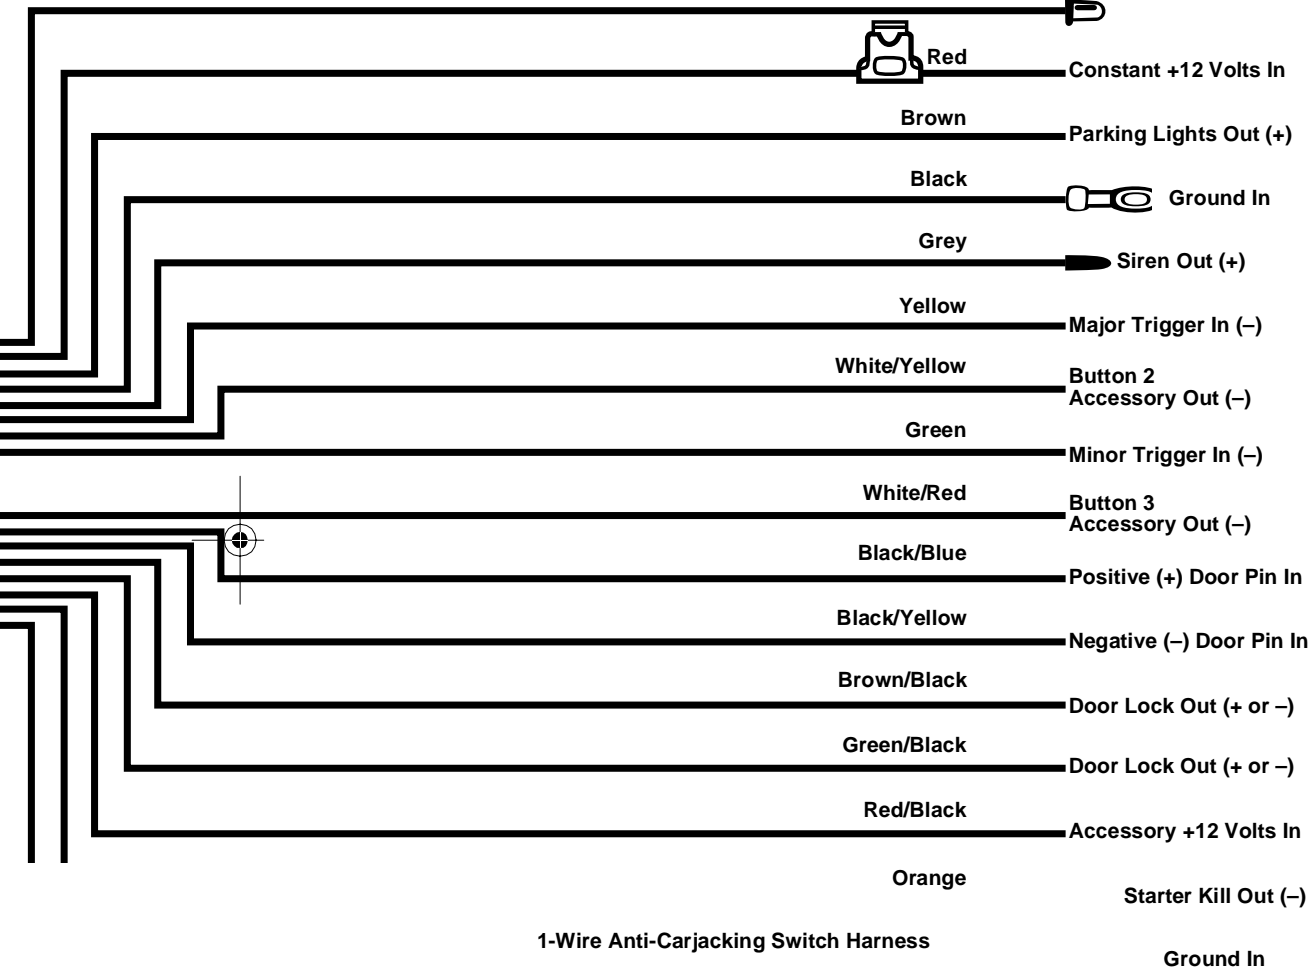 Red
Constant +12 Volts In
Brown
Parking Lights Out (+)
Black
Ground In
Grey
Siren Out (+)
Yellow
Major Trigger In (–)
White/Yellow
Button 2
Accessory Out (–)
Green
Minor Trigger In (–)
White/Red
Button 3
Accessory Out (–)
Black/Blue
Positive (+) Door Pin In
Black/Yellow
Negative (–) Door Pin In
Brown/Black
Door Lock Out (+ or –)
Green/Black
Door Lock Out (+ or –)
Red/Black
Accessory +12 Volts In
Orange
Starter Kill Out (–)
1-Wire Anti-Carjacking Switch Harness
Ground In